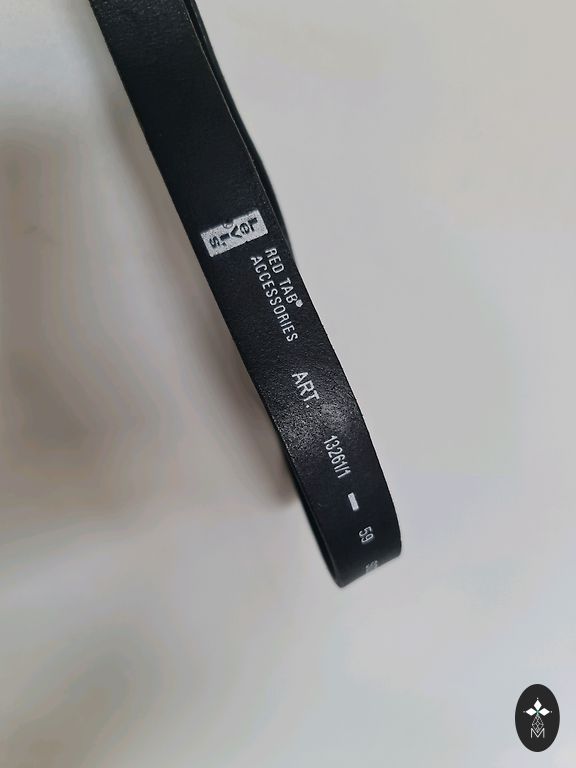 Levi's
RED TAB®
ACCESSORIES
ART. 13261/1 – 59
M